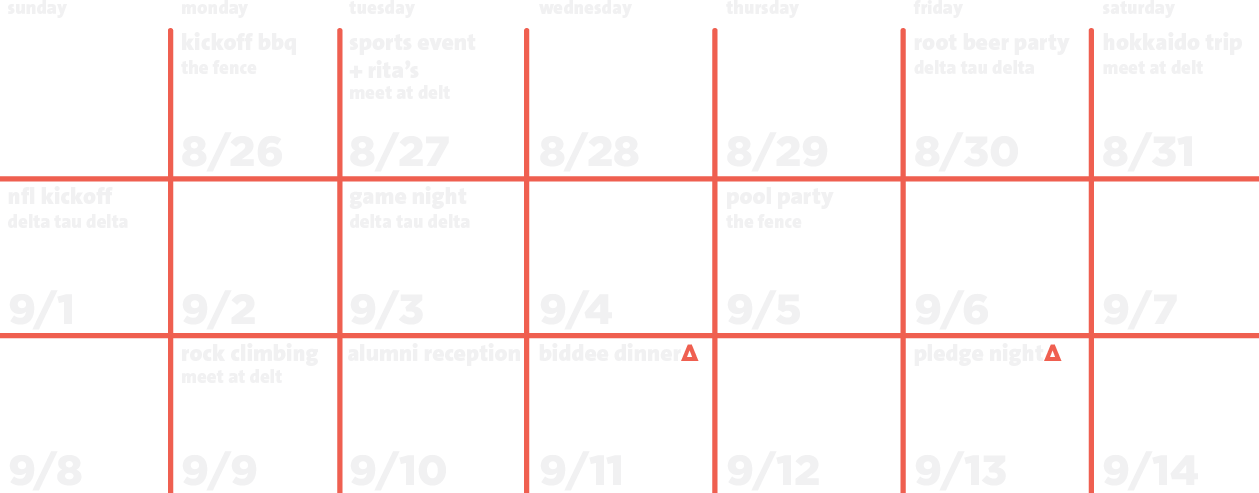 sunday monday tuesday wednesday thursday friday saturday
kickoff bbq
the fence
8/26
sports event
+ rita's
meet at delt
8/27
8/28
8/29
root beer party
delta tau delta
8/30
hokkaido trip
meet at delt
8/31
nfl kickoff
delta tau delta
9/1
9/2
game night
delta tau delta
9/3
9/4
pool party
the fence
9/5
9/6
9/7
9/8
rock climbing
meet at delt
9/9
alumni reception
9/10
biddee dinner Δ
9/11
9/12
pledge night Δ
9/13
9/14